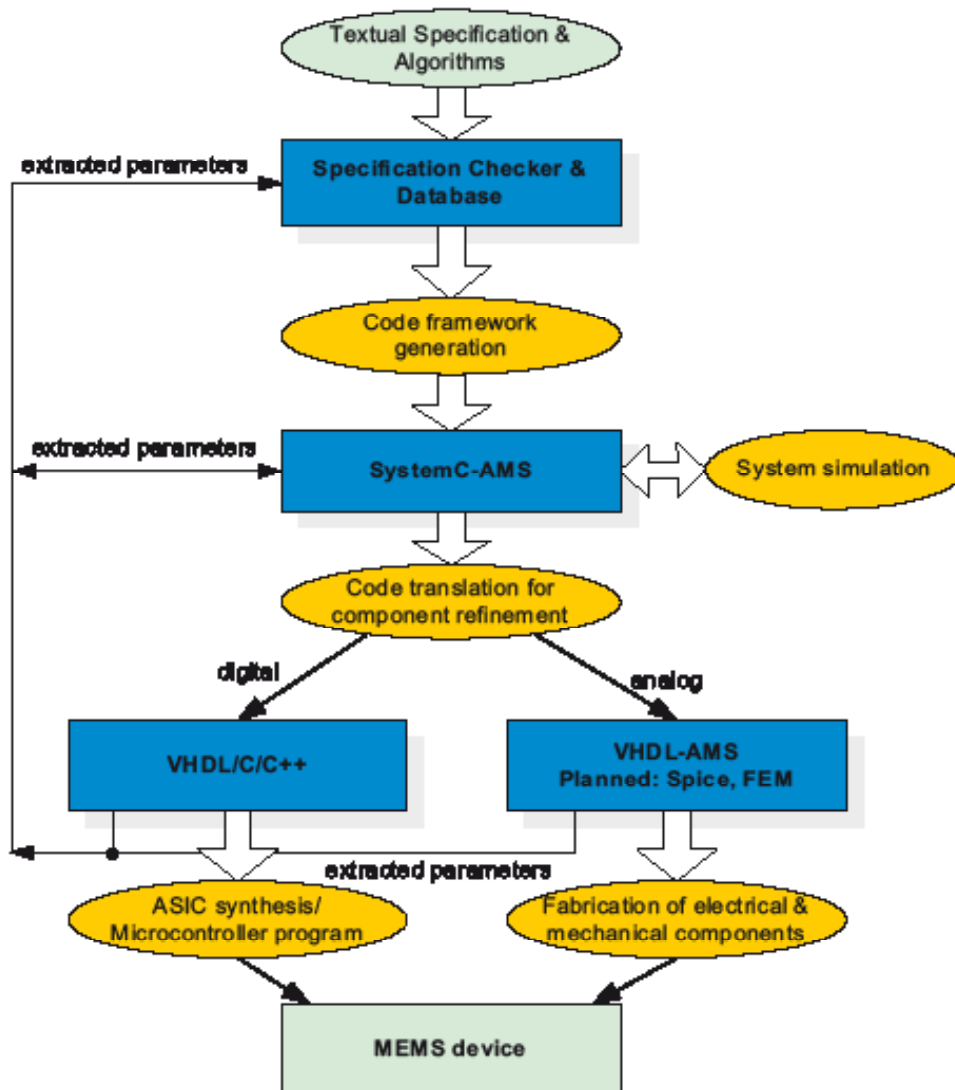 Textual Specification &
Algorithms
extracted parameters
Specification Checker &
Database
Code framework
generation
extracted parameters
SystemC-AMS
System simulation
Code translation for
component refinement
digital
analog
VHDL/C/C++
VHDL-AMS
Planned: Spice, FEM
extracted parameters
ASIC synthesis/
Microcontroller program
Fabrication of electrical &
mechanical components
MEMS device